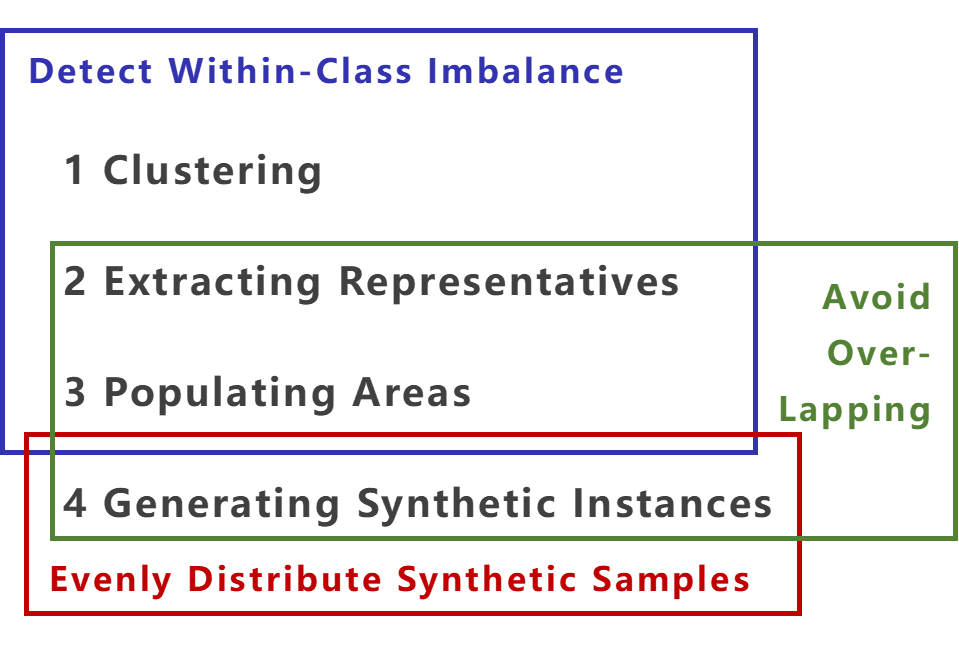 Detect Within-Class Imbalance
1 Clustering
2 Extracting Representatives
Avoid
Over-
Lapping
3 Populating Areas
4 Generating Synthetic Instances
Evenly Distribute Synthetic Samples